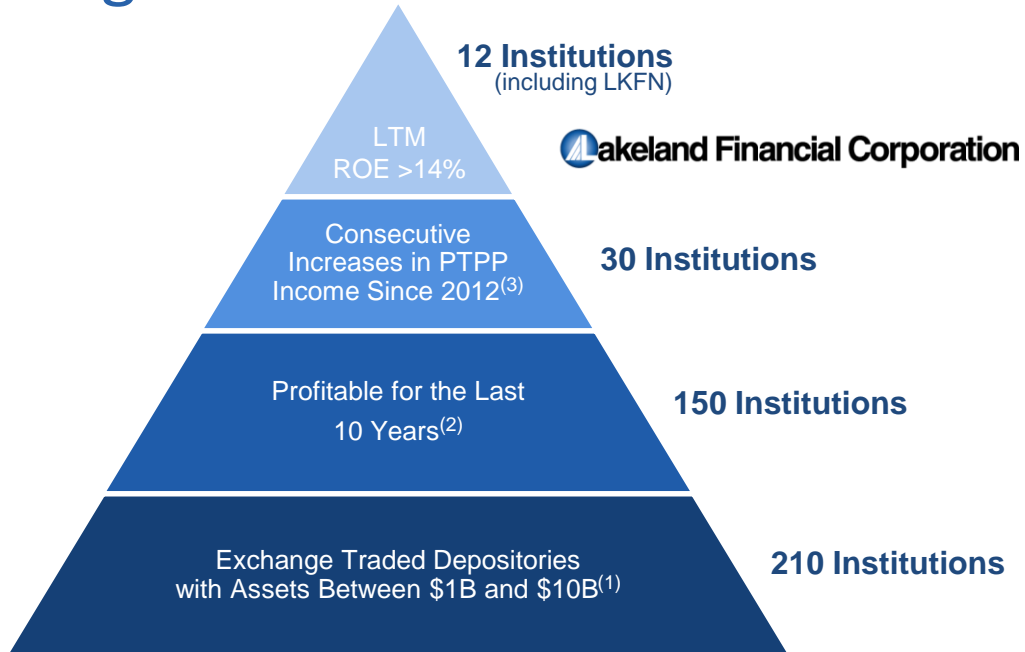 12 Institutions
(including LKFN)
LTM
ROE >14%
Lakeland Financial Corporation
Consecutive
Increases in PTPP
Income Since 2012(3)
30 Institutions
Profitable for the Last
10 Years(2)
150 Institutions
Exchange Traded Depositories
with Assets Between $1B and $10B(1)
210 Institutions